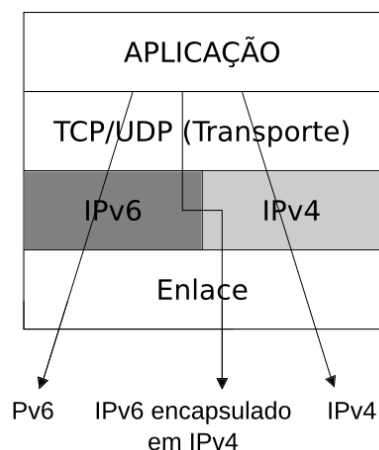 APLICAÇÃO
TCP/UDP (Transporte)
IPv6 IPv4
Enlace
Pv6 IPv6 encapsulado IPv4
em IPv4